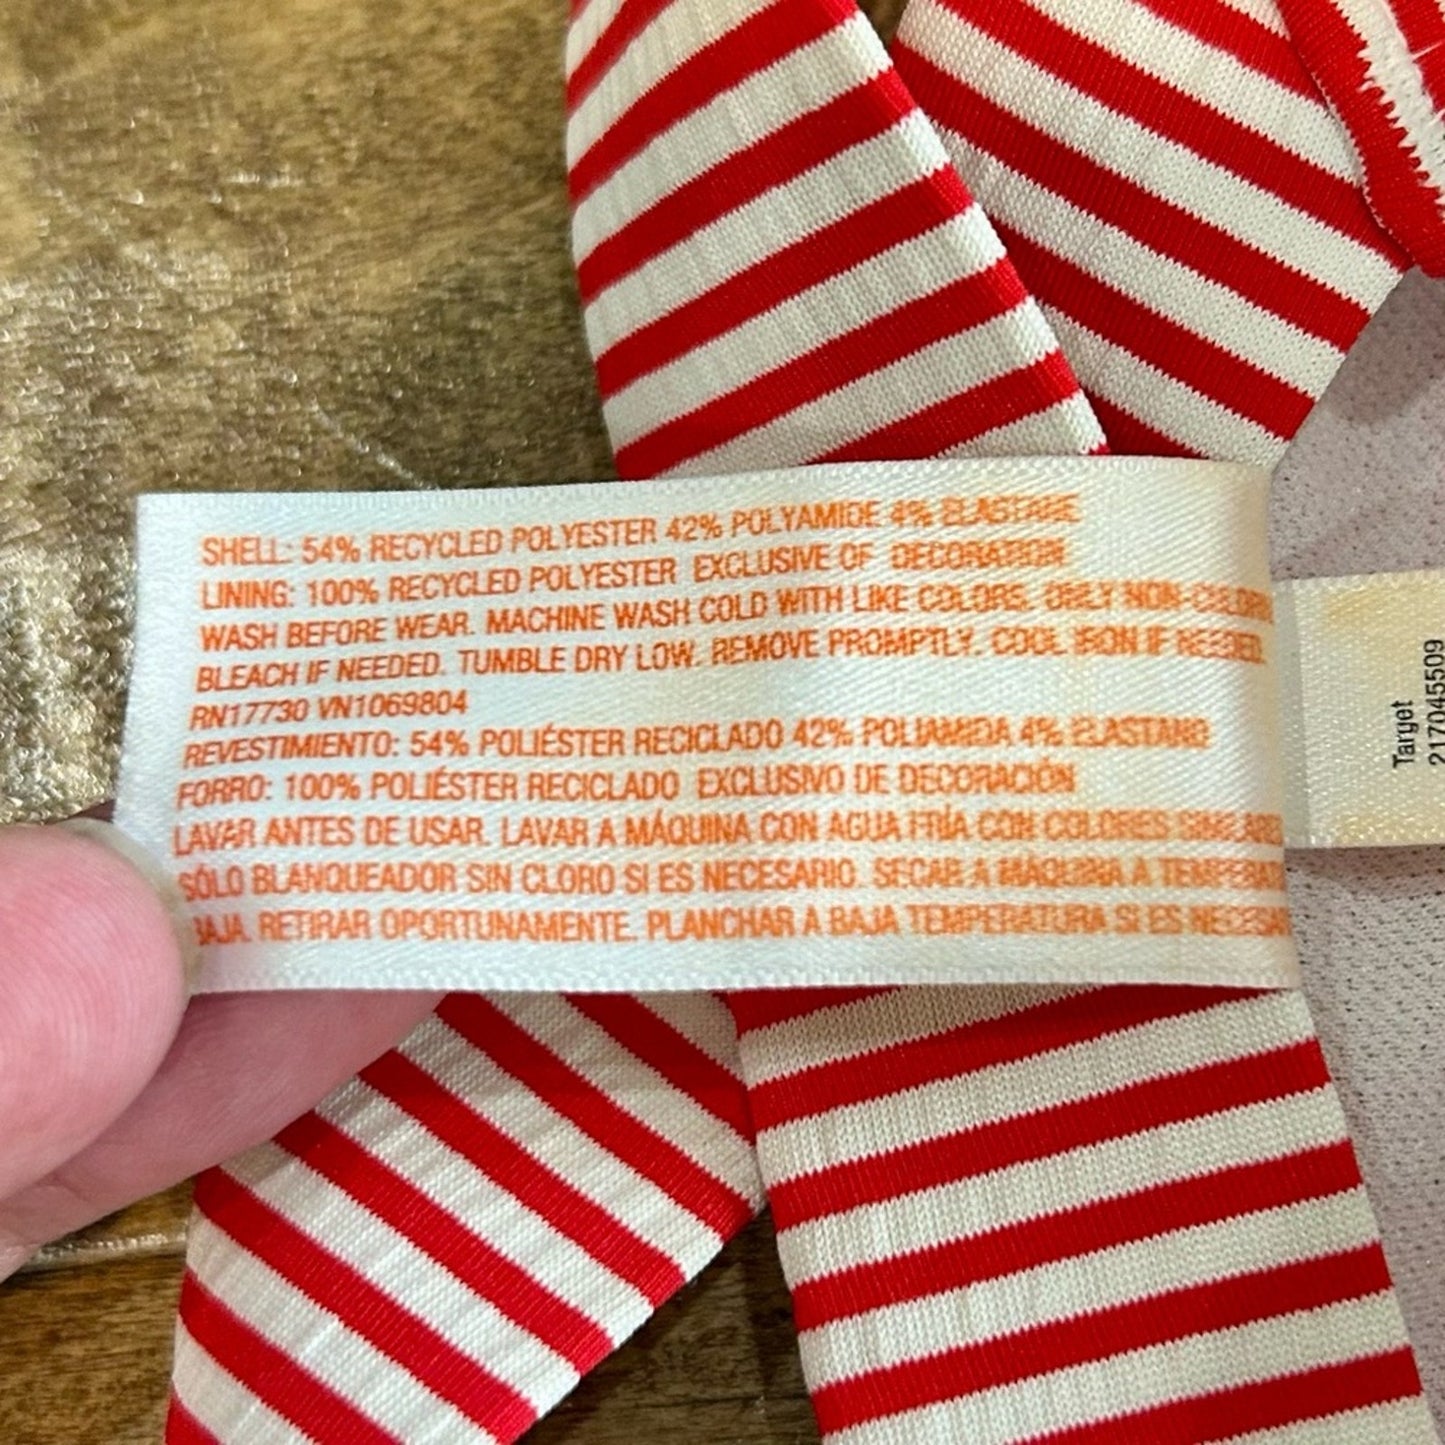 SHELL: 54% RECYCLED POLYESTER 42% POLYAMIDE 4% ELASTANE
LINING: 100% RECYCLED POLYESTER EXCLUSIVE OF DECORATION
WASH BEFORE WEAR. MACHINE WASH COLD WITH LIKE COLORS. ONLY NON-CHLORINE
BLEACH IF NEEDED. TUMBLE DRY LOW. REMOVE PROMPTLY. COOL IRON IF NEEDED.
RN17730 VN1069804
REVESTIMIENTO: 54% POLIÉSTER RECICLADO 42% POLIAMIDA 4% ELASTANO
FORRO: 100% POLIÉSTER RECICLADO EXCLUSIVO DE DECORACIÓN
LAVAR ANTES DE USAR. LAVAR A MÁQUINA CON AGUA FRÍA CON COLORES SIMILARES
SÓLO BLANQUEADOR SIN CLORO SI ES NECESARIO. SECAR A MÁQUINA A TEMPERAT
BAJA. RETIRAR OPORTUNAMENTE. PLANCHAR A BAJA TEMPERATURA SI ES NECESAR
Target
217045509